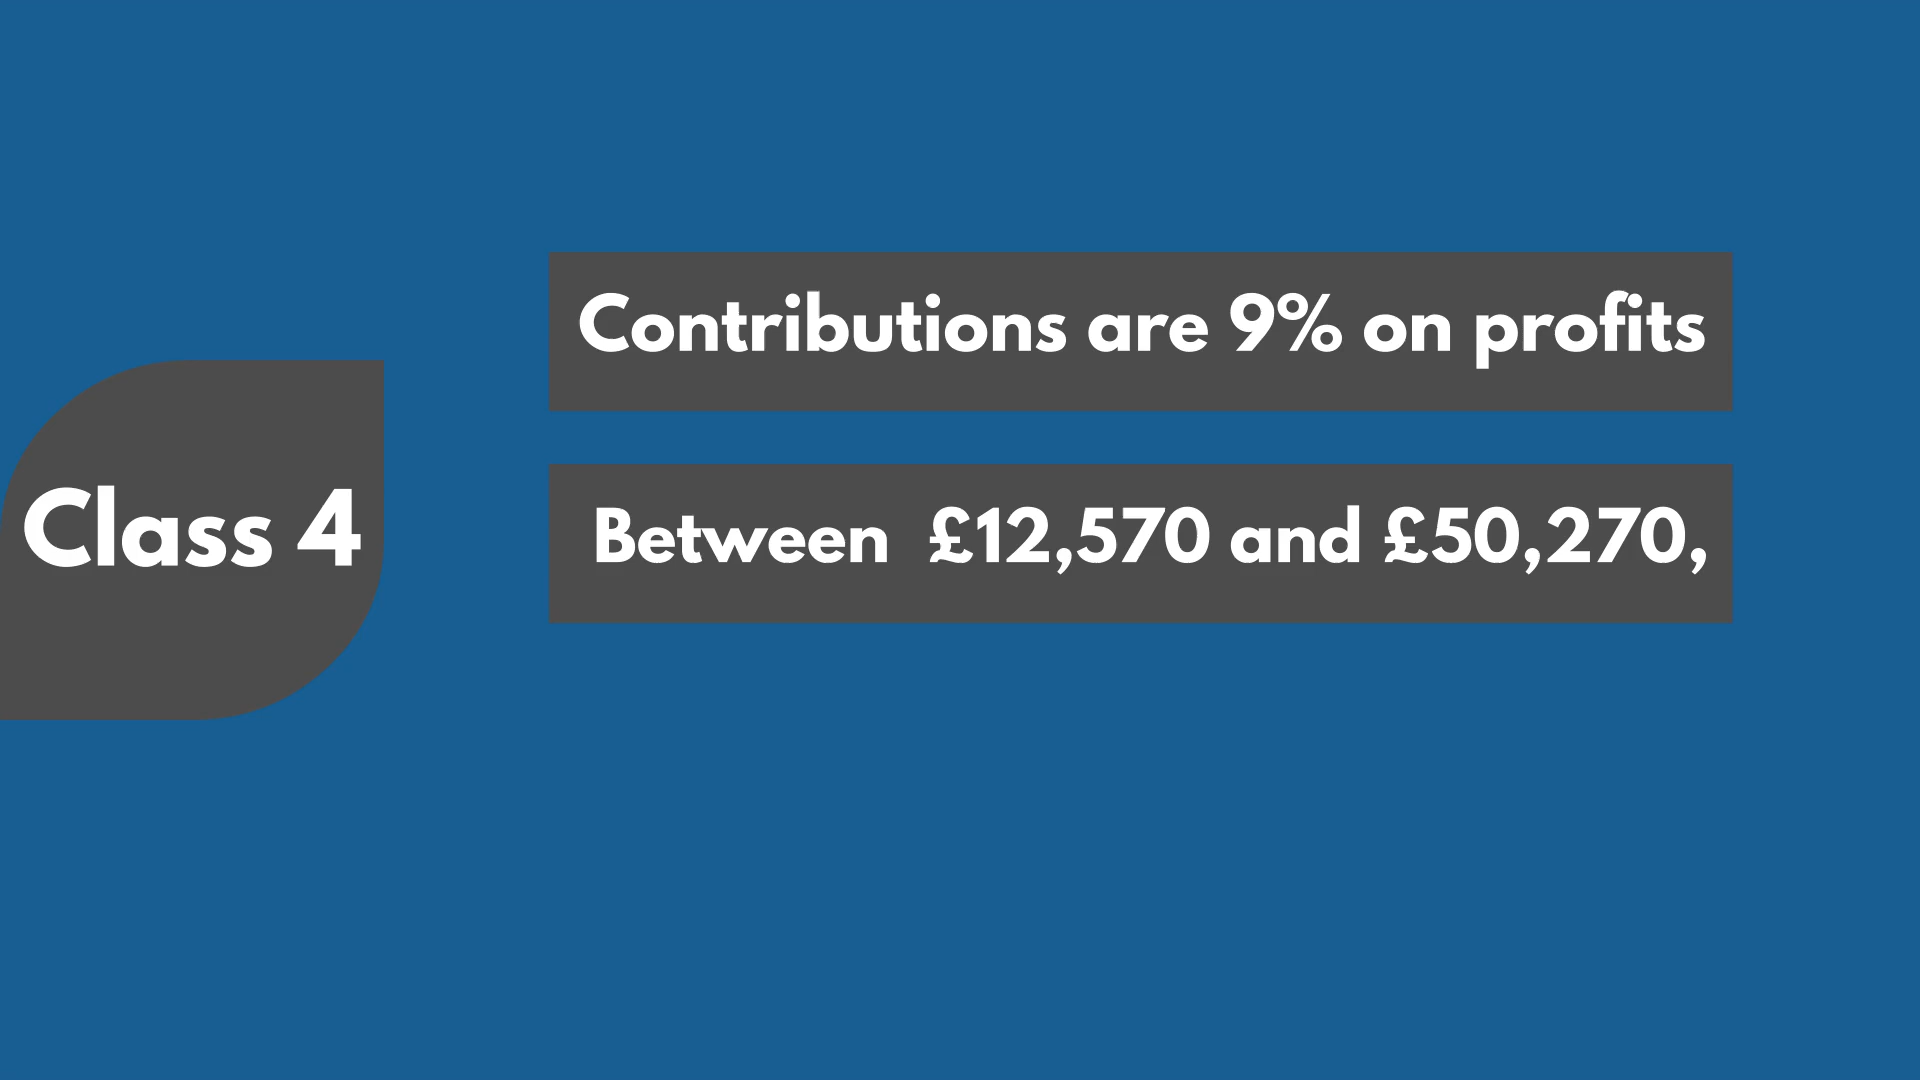 Class 4
Contributions are 9% on profits
Between  £12,570 and £50,270,